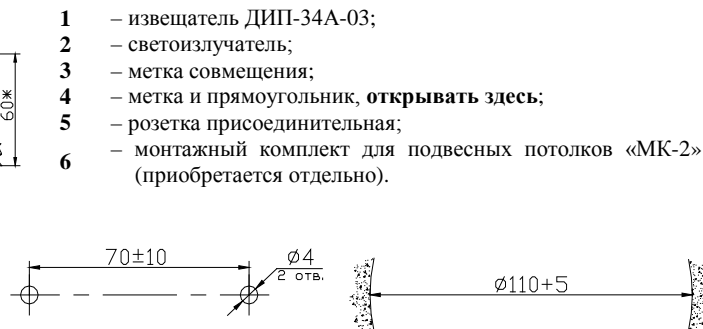 1 – извещатель ДИП-34А-03;
2 – светоизлучатель;
3 – метка совмещения;
4 – метка и прямоугольник, открывать здесь;
5 – розетка присоединительная;
6 – монтажный комплект для подвесных потолков «МК-2»
(приобретается отдельно).
60*
70±10
Ø4
2 отв.
Ø110+5